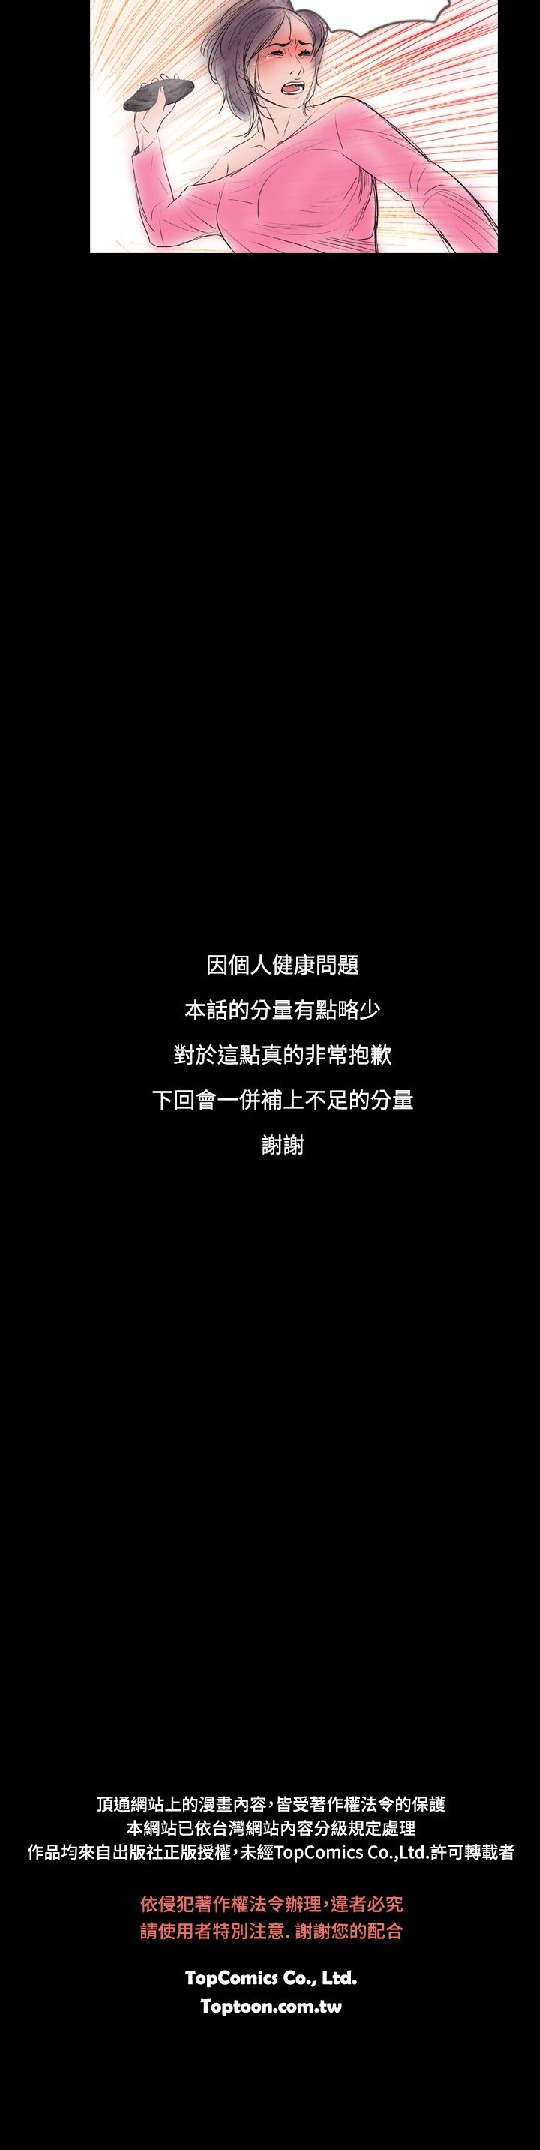 因個人健康問題
本話的分量有點略少
對於這點真的非常抱歉
下回會一併補上不足的分量
謝謝
頂通網站上的漫畫內容,皆受著作權法令的保護
本網站已依台灣網站內容分級規定處理
作品均來自出版社正版授權,未經TopComics Co.,Ltd.許可轉載者
依侵犯著作權法令辦理,違者必究
請使用者特別注意. 謝謝您的配合
TopComics Co., Ltd.
Toptoon.com.tw